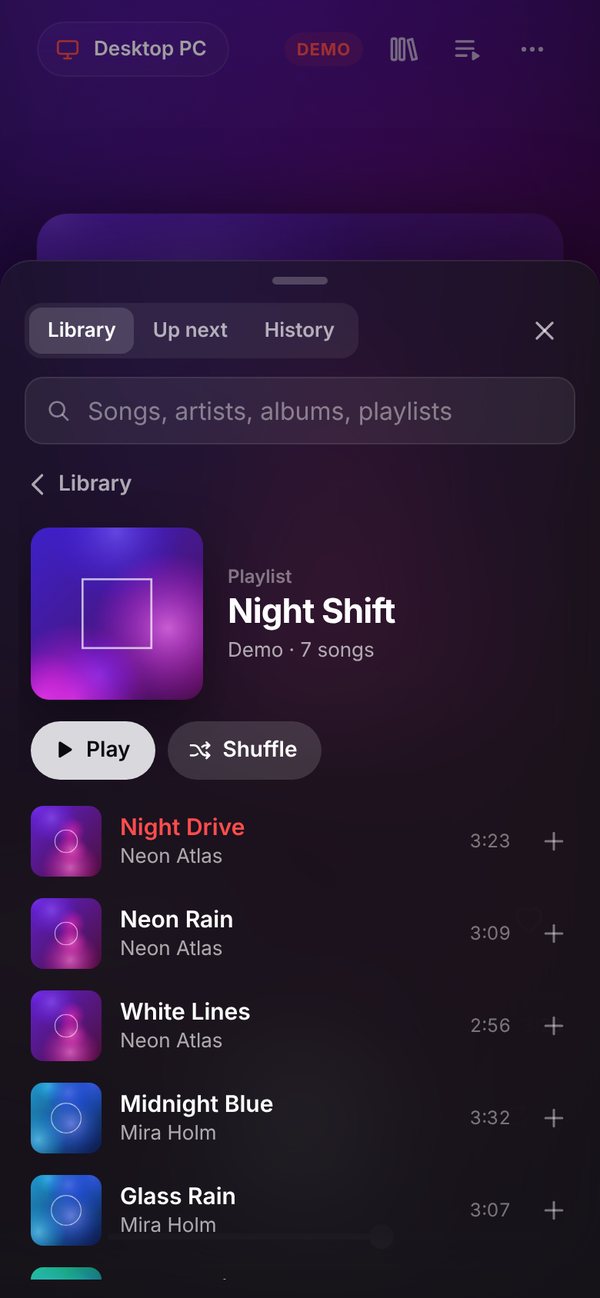 Desktop PC
DEMO
Library
Up next
History
Songs, artists, albums, playlists
Library
Playlist
Night Shift
Demo · 7 songs
Play
Shuffle
Night Drive
Neon Atlas
3:23
Neon Rain
Neon Atlas
3:09
White Lines
Neon Atlas
2:56
Midnight Blue
Mira Holm
3:32
Glass Rain
Mira Holm
3:07